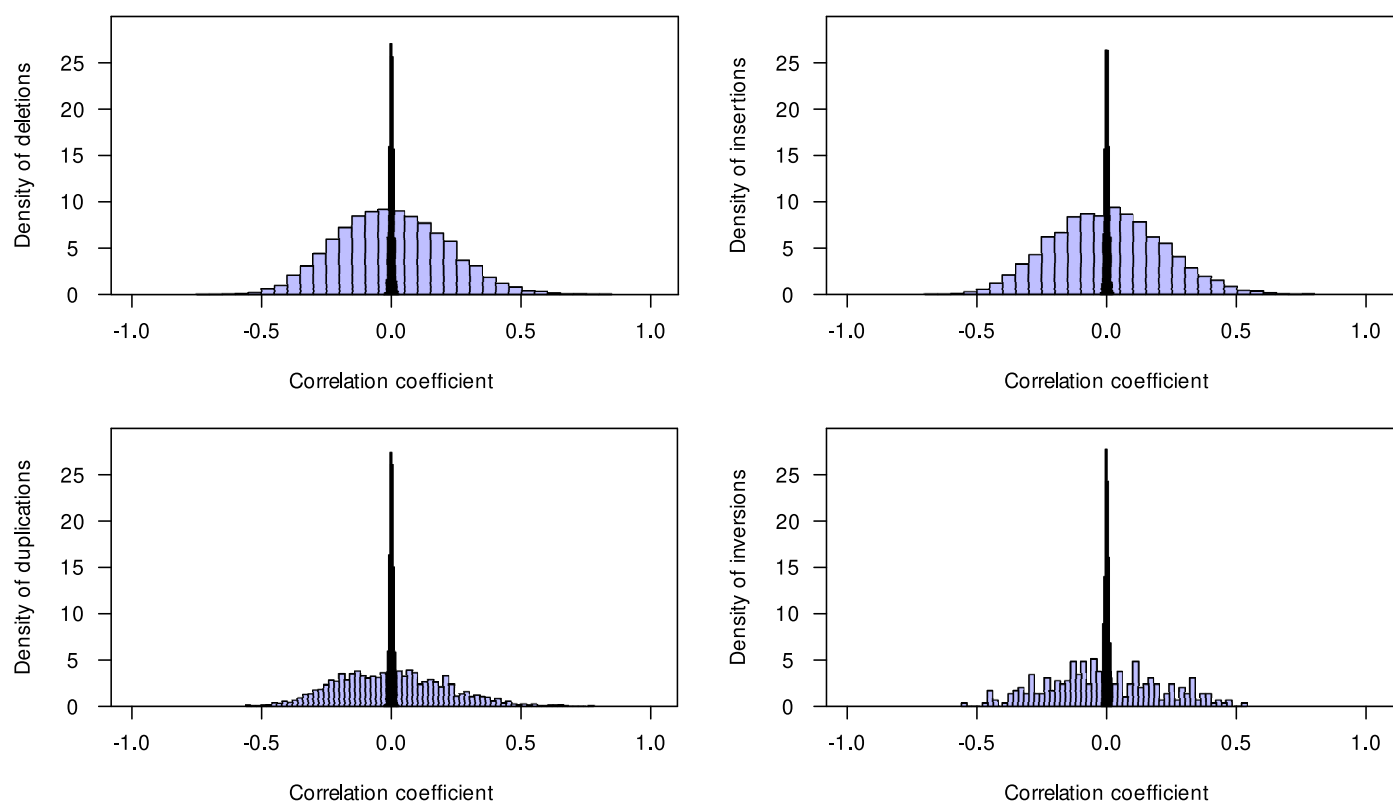 Density of deletions
25
20
15
10
5
0
-1.0 -0.5 0.0 0.5 1.0
Correlation coefficient
Density of insertions
25
20
15
10
5
0
-1.0 -0.5 0.0 0.5 1.0
Correlation coefficient
Density of duplications
25
20
15
10
5
0
-1.0 -0.5 0.0 0.5 1.0
Correlation coefficient
Density of inversions
25
20
15
10
5
0
-1.0 -0.5 0.0 0.5 1.0
Correlation coefficient